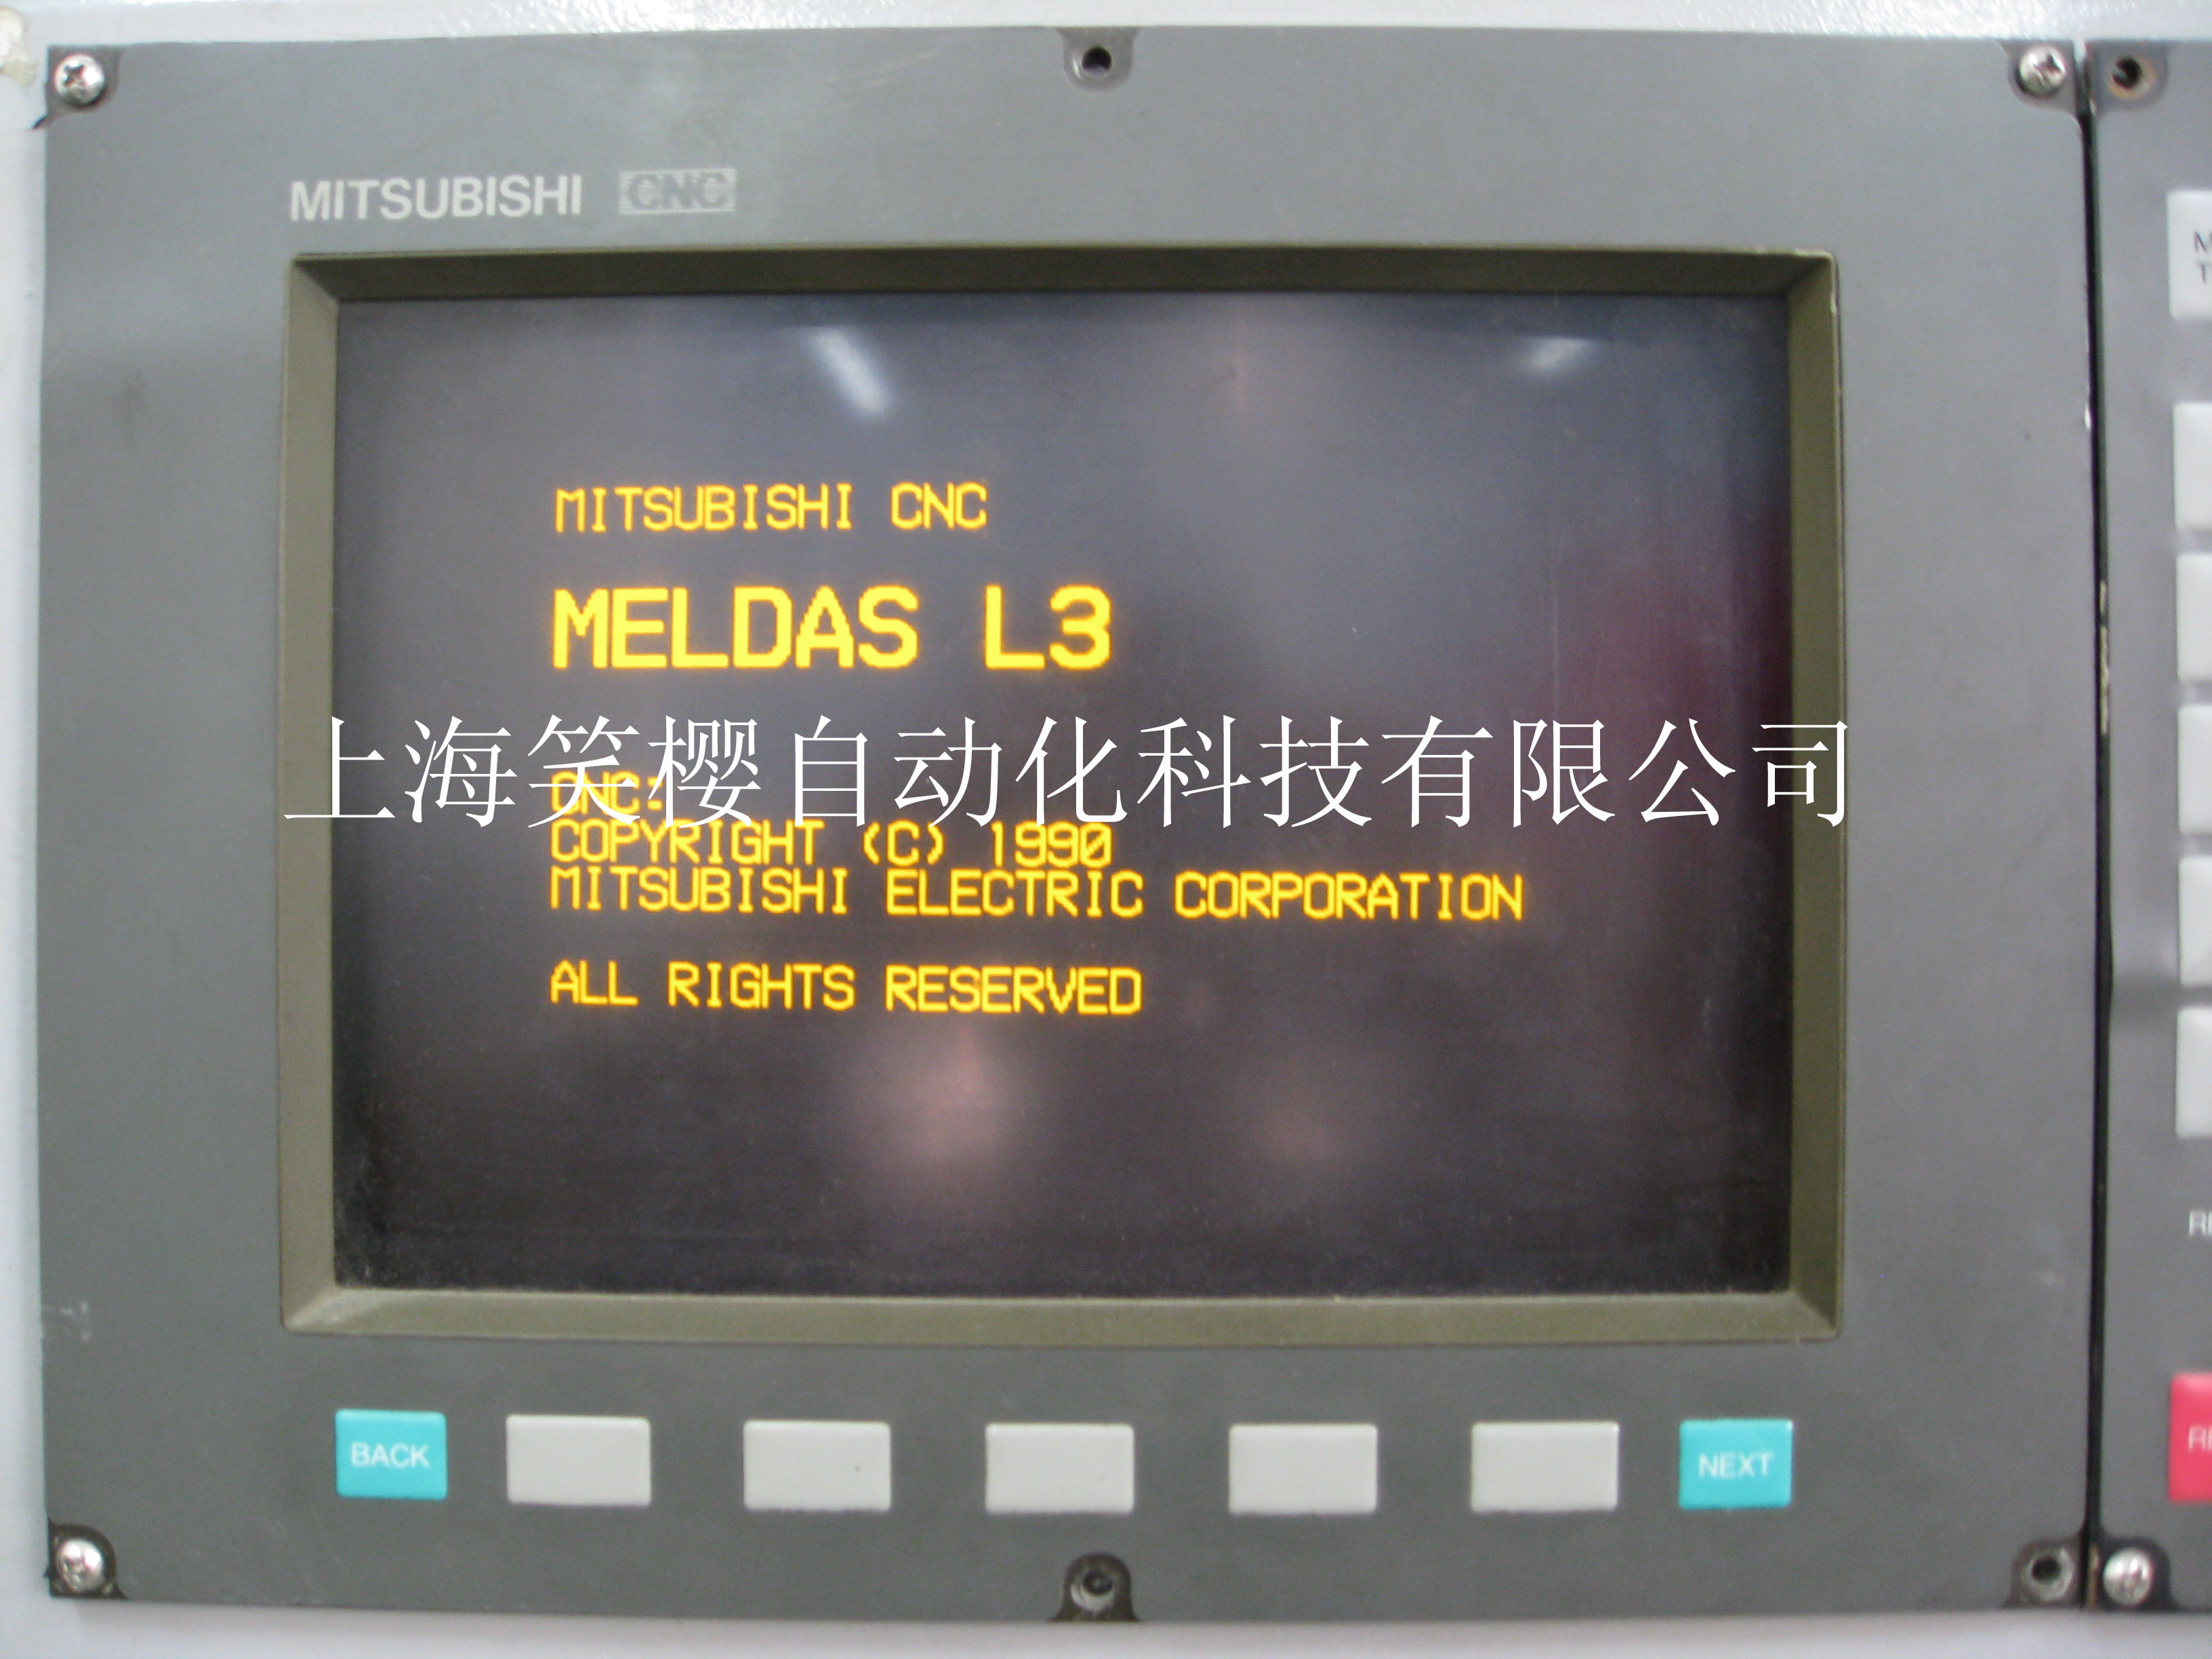 MITSUBISHI CNC
MITSUBISHI CNC
MELDAS L3
上海笑樱自动化科技有限公司
CNC:
COPYRIGHT (C) 1990
MITSUBISHI ELECTRIC CORPORATION
ALL RIGHTS RESERVED
BACK
NEXT